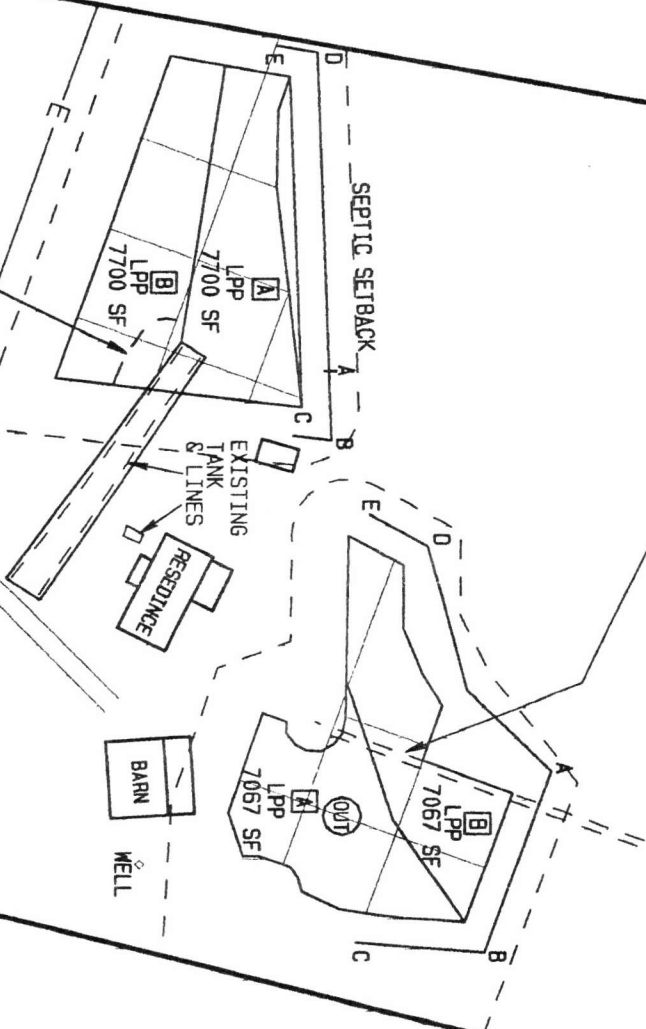 E
D
SEPTIC SETBACK
E
A
LPP
7700 SF
B
LPP
7700 SF
A
C
B
EXISTING
TANK
& LINES
E
D
RESEDINCE
A
B
LPP
7067 SF
OUT
A
LPP
7067 SF
BARN
WELL
C
B